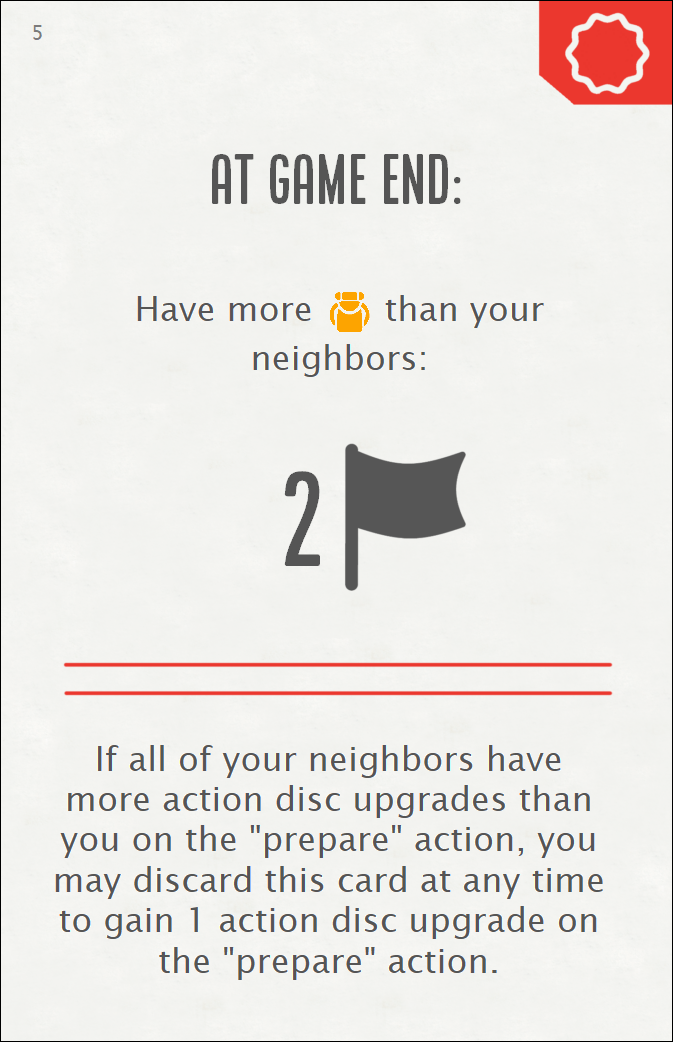 5
AT GAME END:
Have more than your
neighbors:
2
If all of your neighbors have
more action disc upgrades than
you on the "prepare" action, you
may discard this card at any time
to gain 1 action disc upgrade on
the "prepare" action.